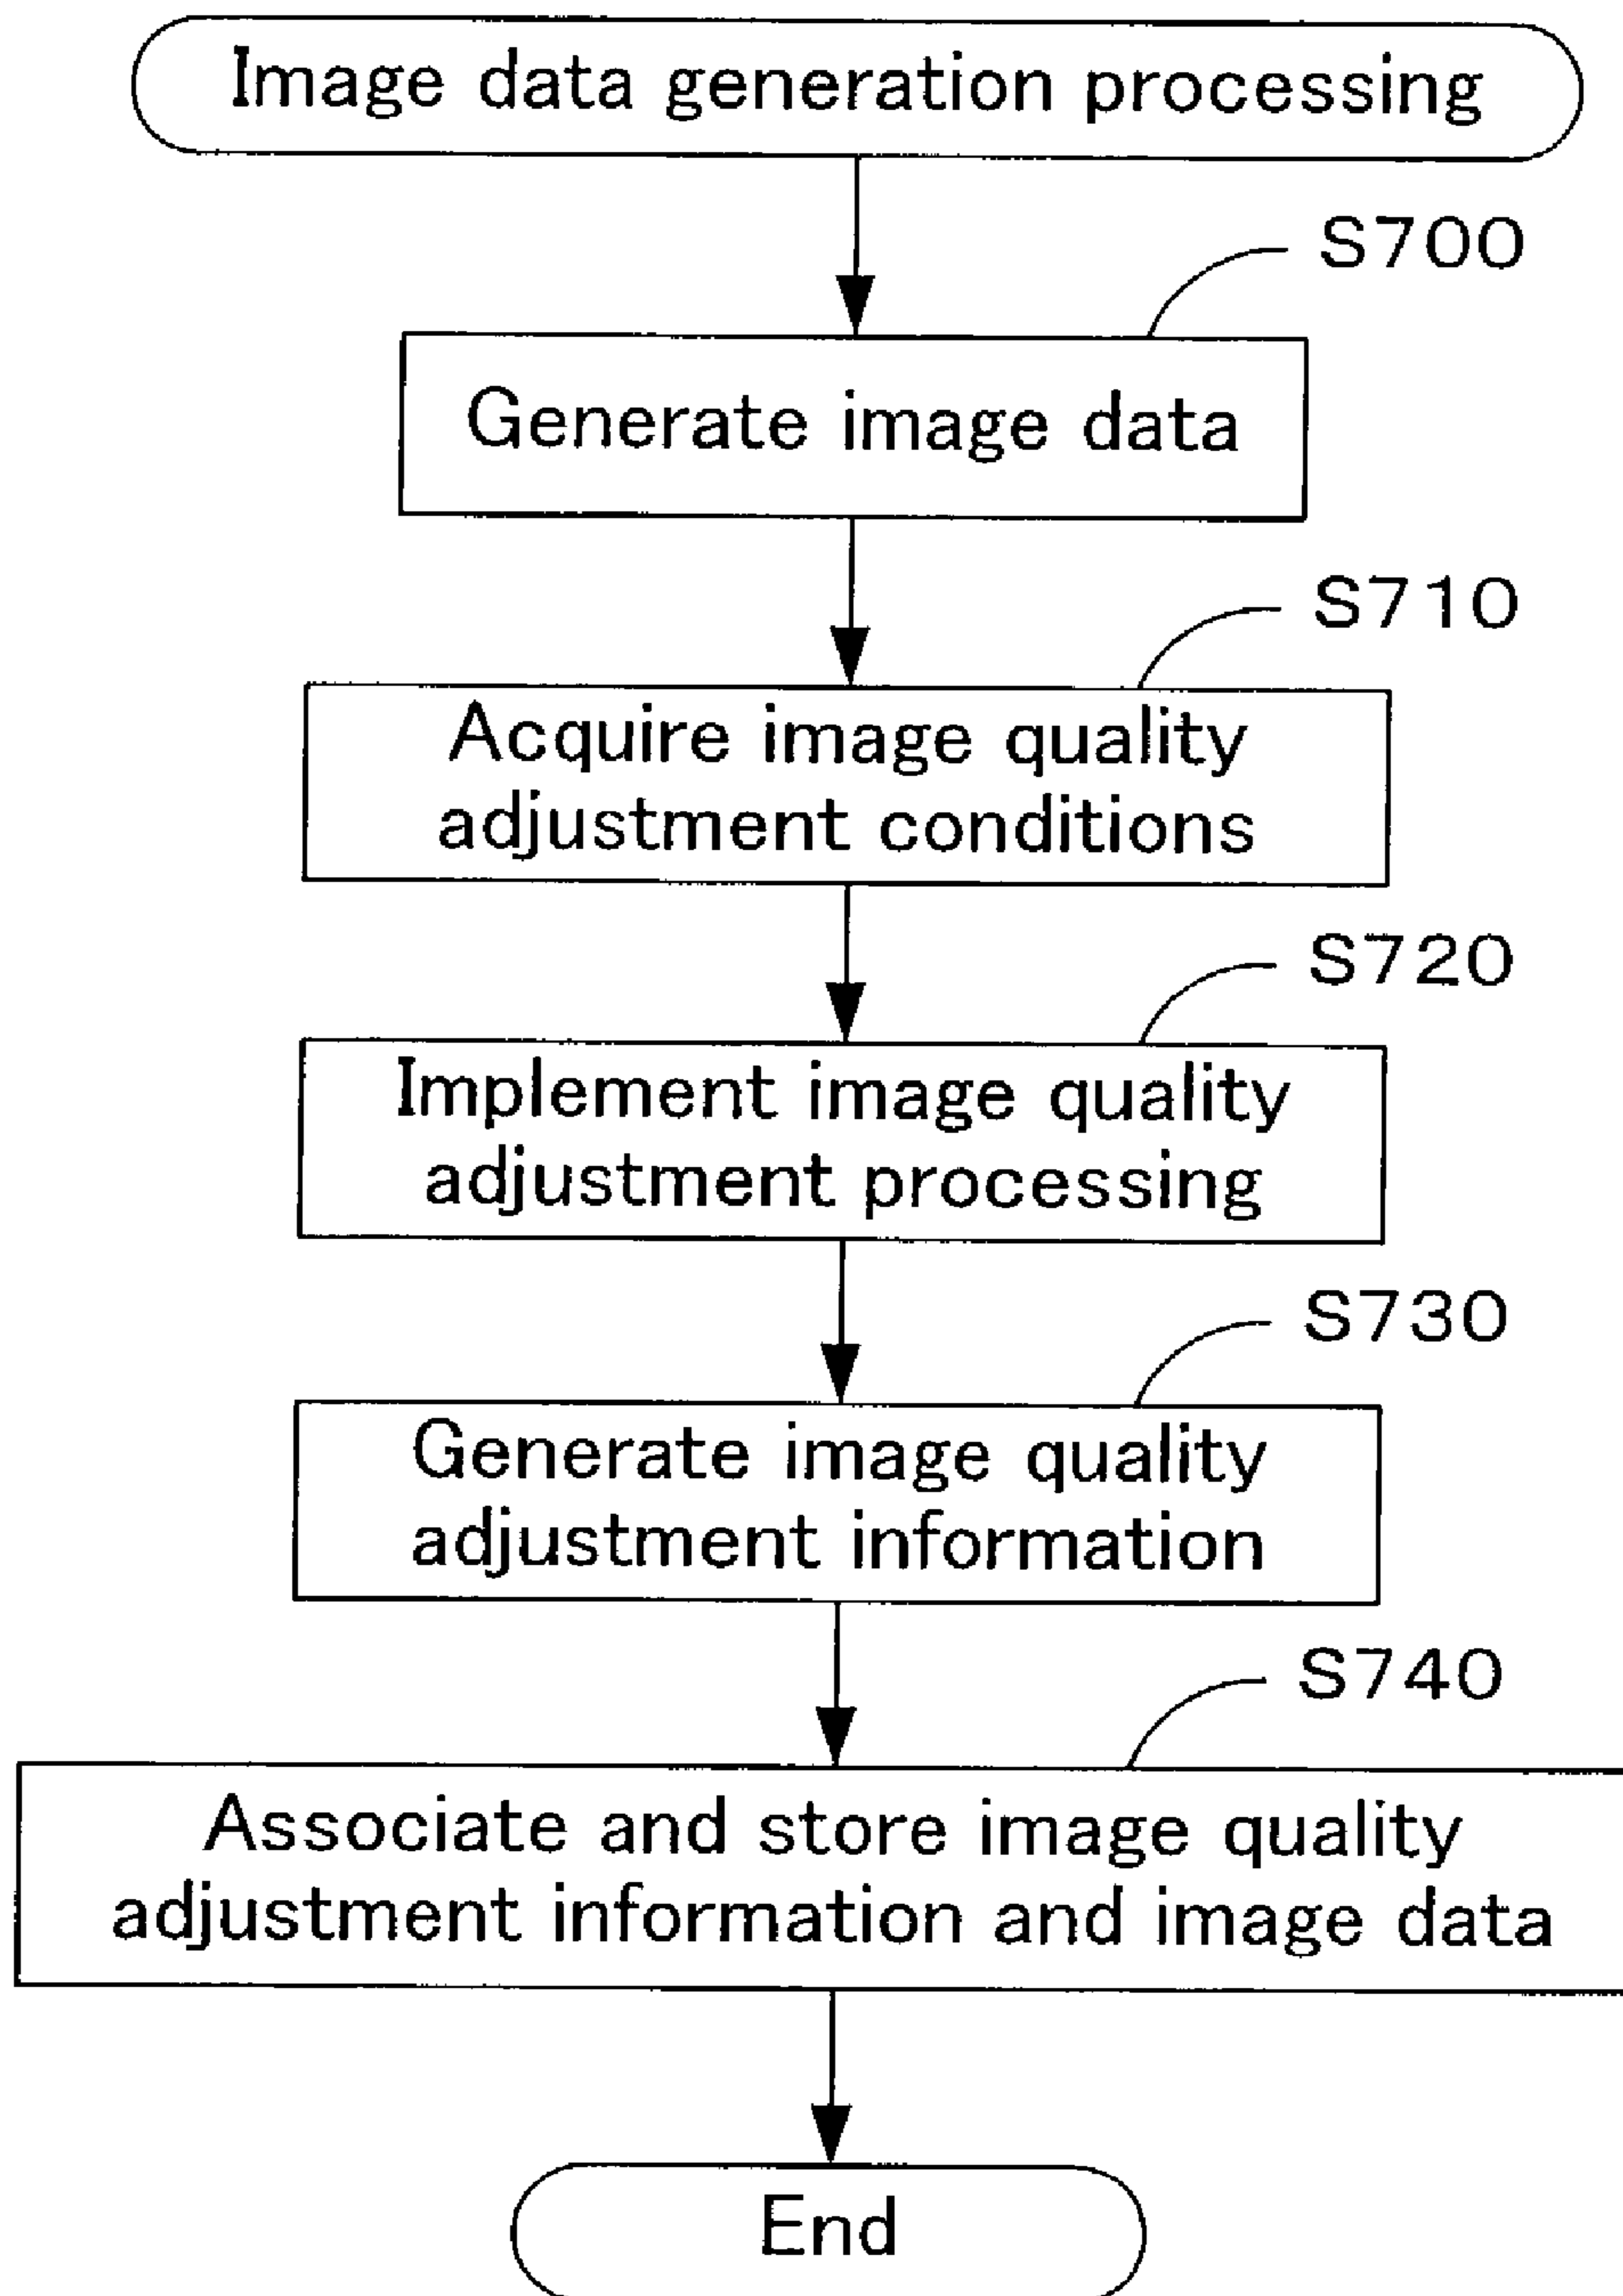 Image data generation processing
S700
Generate image data
S710
Acquire image quality
adjustment conditions
S720
Implement image quality
adjustment processing
S730
Generate image quality
adjustment information
S740
Associate and store image quality
adjustment information and image data
End